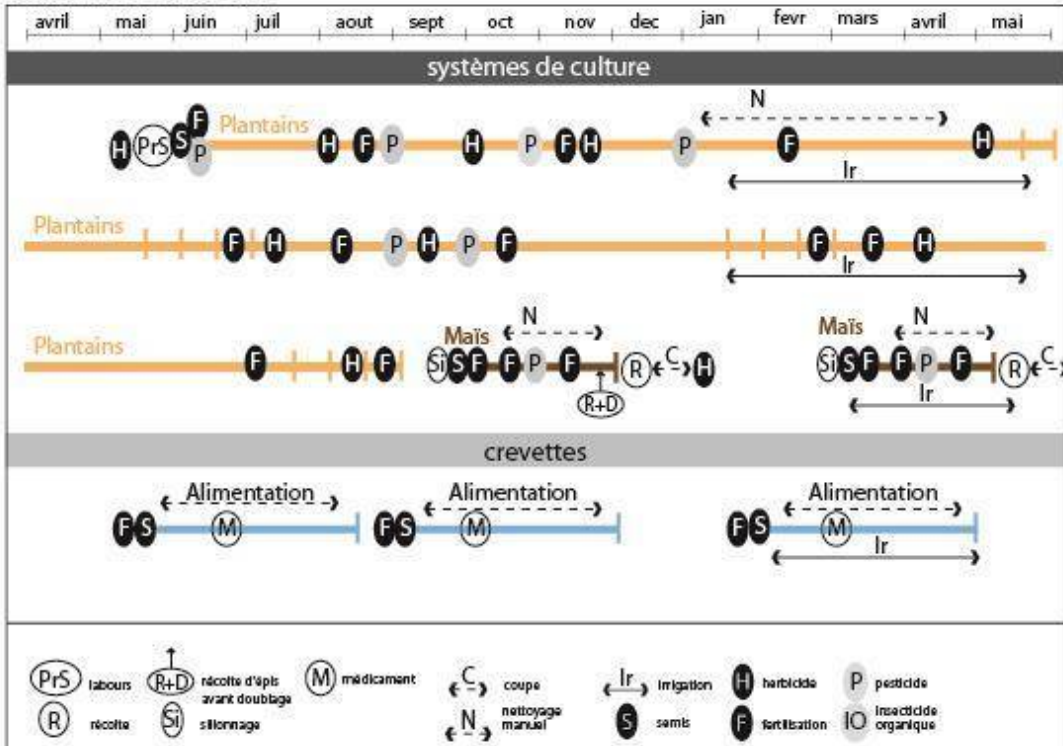 avril mai juin juil aout sept oct nov dec jan fevr mars avril mai
systèmes de culture
N
F
H PrS S P Plantains H F P H P F H P F H
Ir
Plantains
F H F P H P F F F H
Ir
N
Maïs
Plantains
F H F Si S F F P F R C H
R+D
Maïs
N
Si S F F P F R C
Ir
crevettes
Alimentation Alimentation Alimentation
F S M F S M F S M
Ir
PrS labours
R récolte
R+D récolte d'épis
avant doublage
Si sillonnage
M médicament
C coupe
N nettoyage
manuel
Ir irrigation
S semis
H herbicide
F fertilisation
P pesticide
IO insecticide
organique